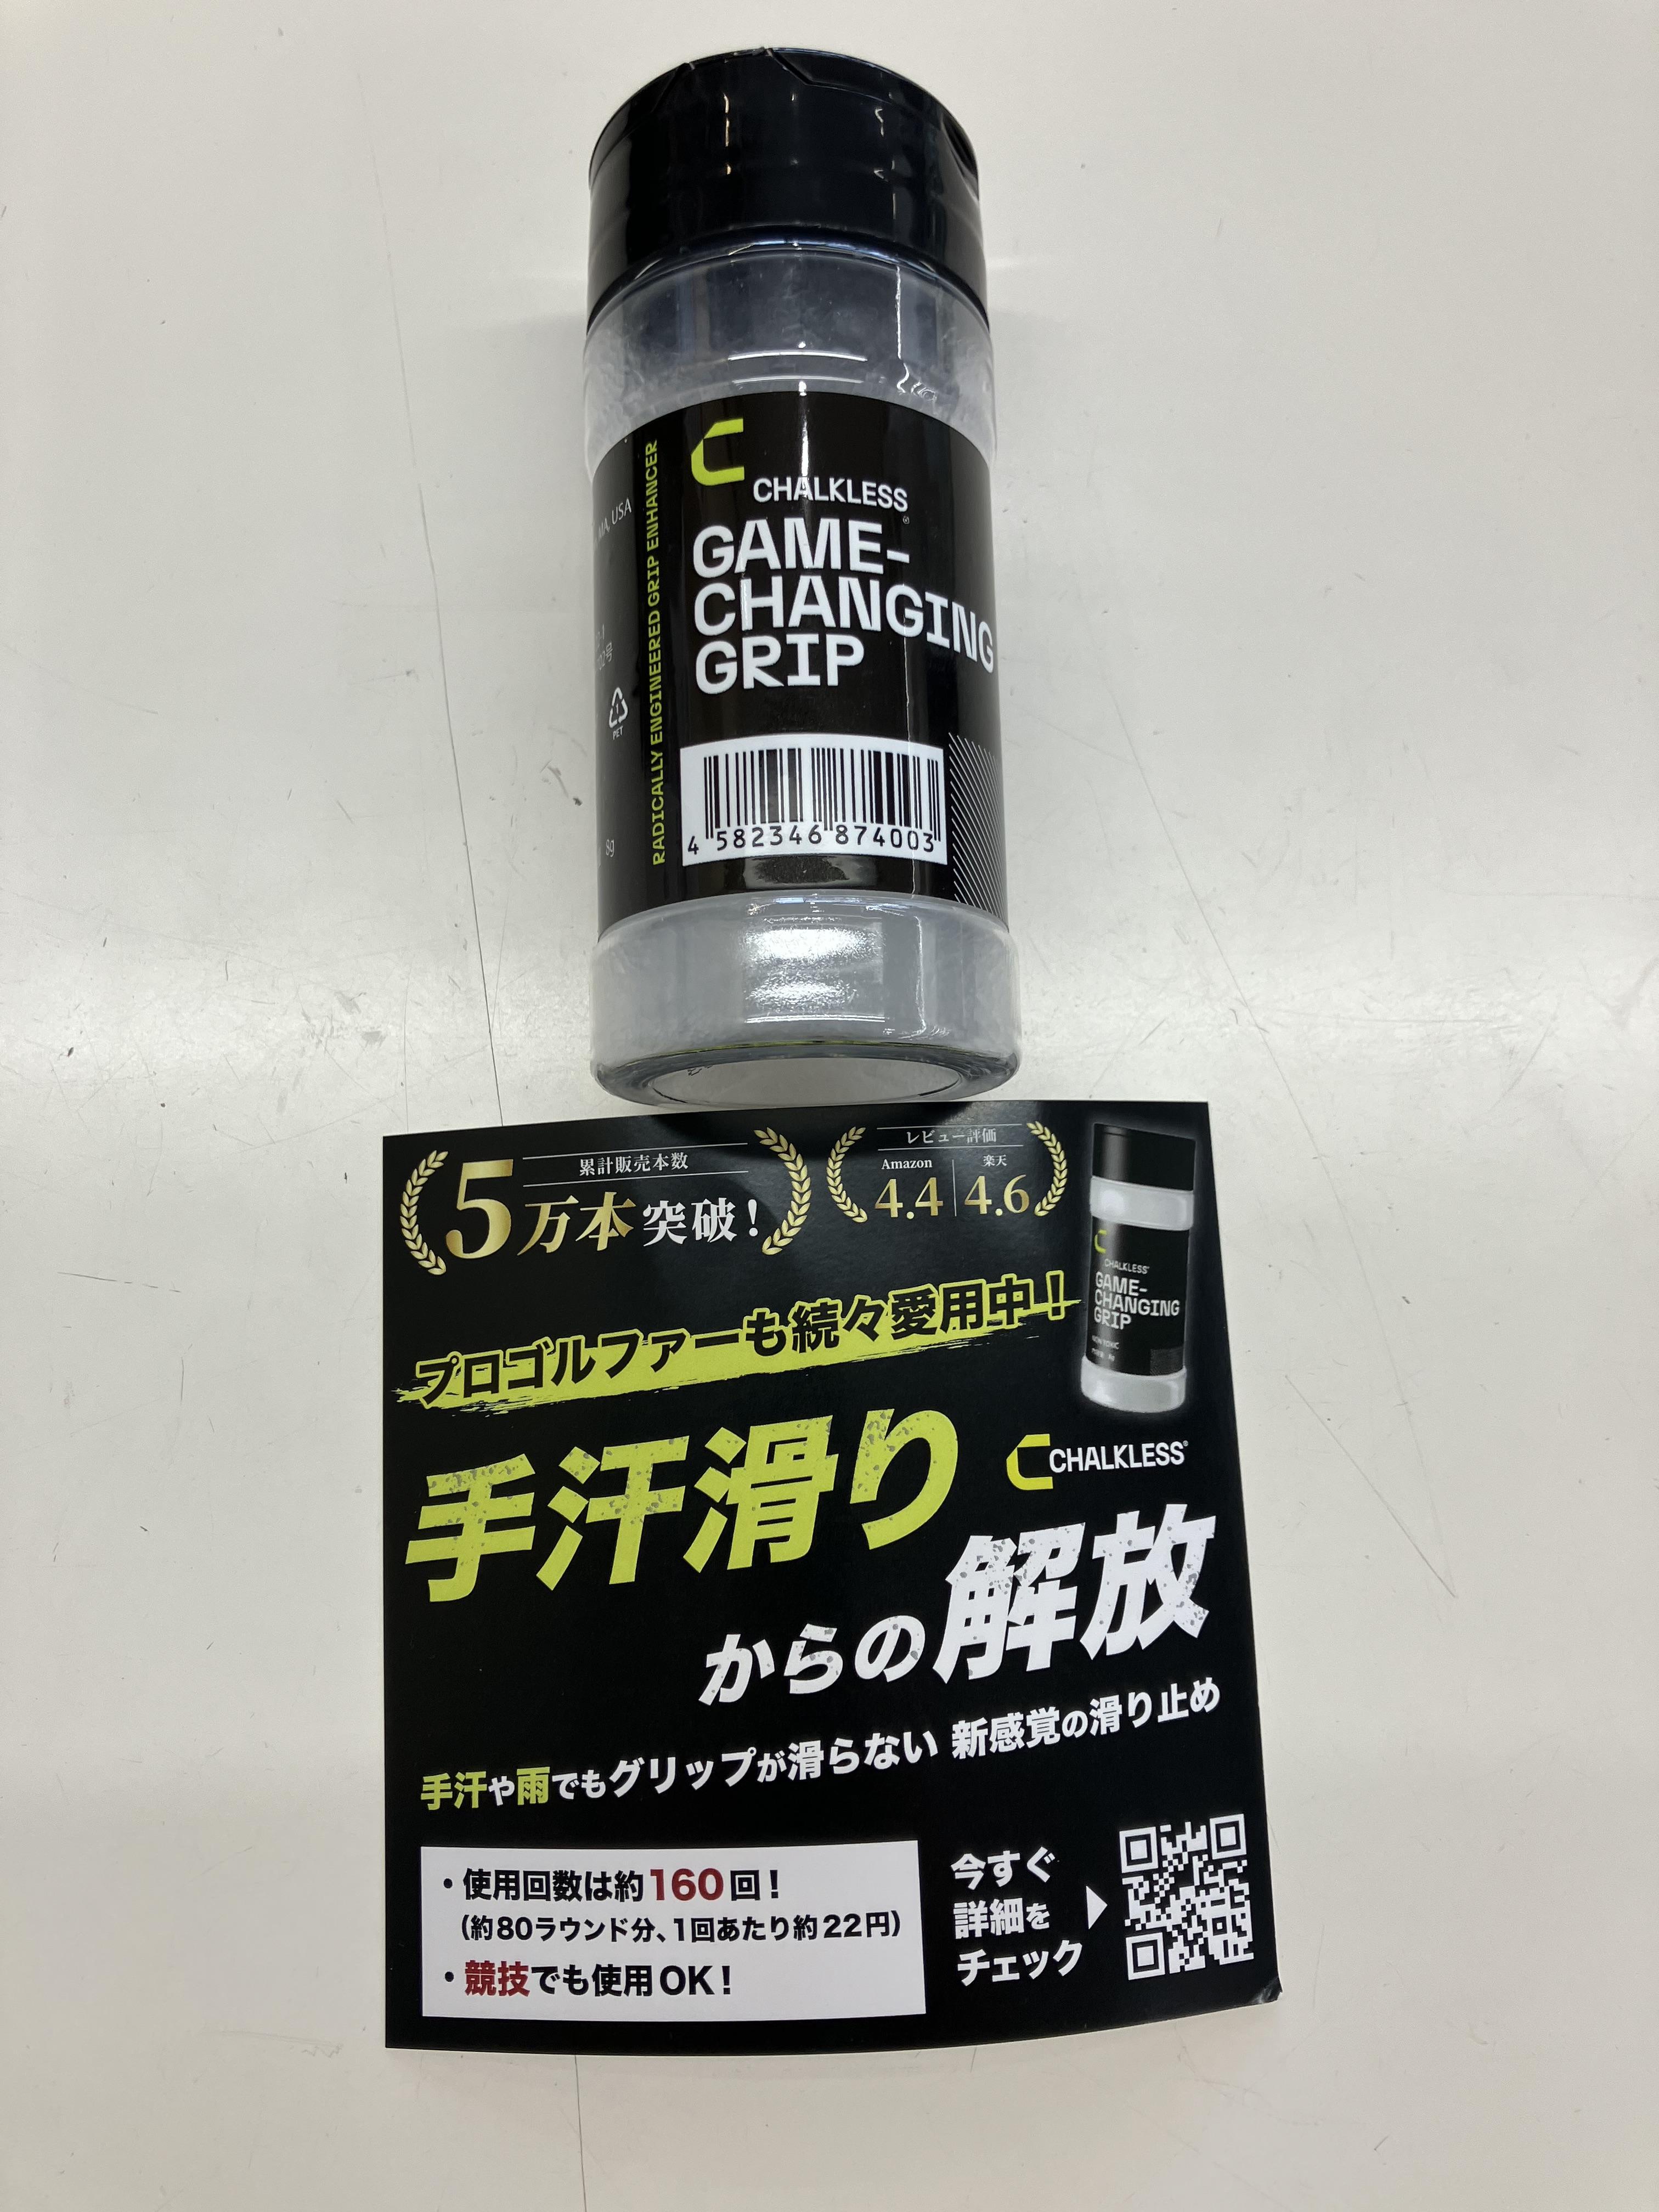 CHALKLESS
GAME-
CHANGING
GRIP
RADICALLY ENGINEERED GRIP ENHANCER
MA, USA
PET
8g
4 582346 874003
累計販売本数
5万本突破!
レビュー評価
Amazon 楽天
4.4 4.6
CHALKLESS
GAME-
CHANGING
GRIP
プロゴルファーも続々愛用中!
手汗滑り
CHALKLESS®
からの解放
手汗や雨でもグリップが滑らない 新感覚の滑り止め
・使用回数は約160回!
(約80ラウンド分、1回あたり約22円)
・競技でも使用OK!
今すぐ
詳細を
チェック